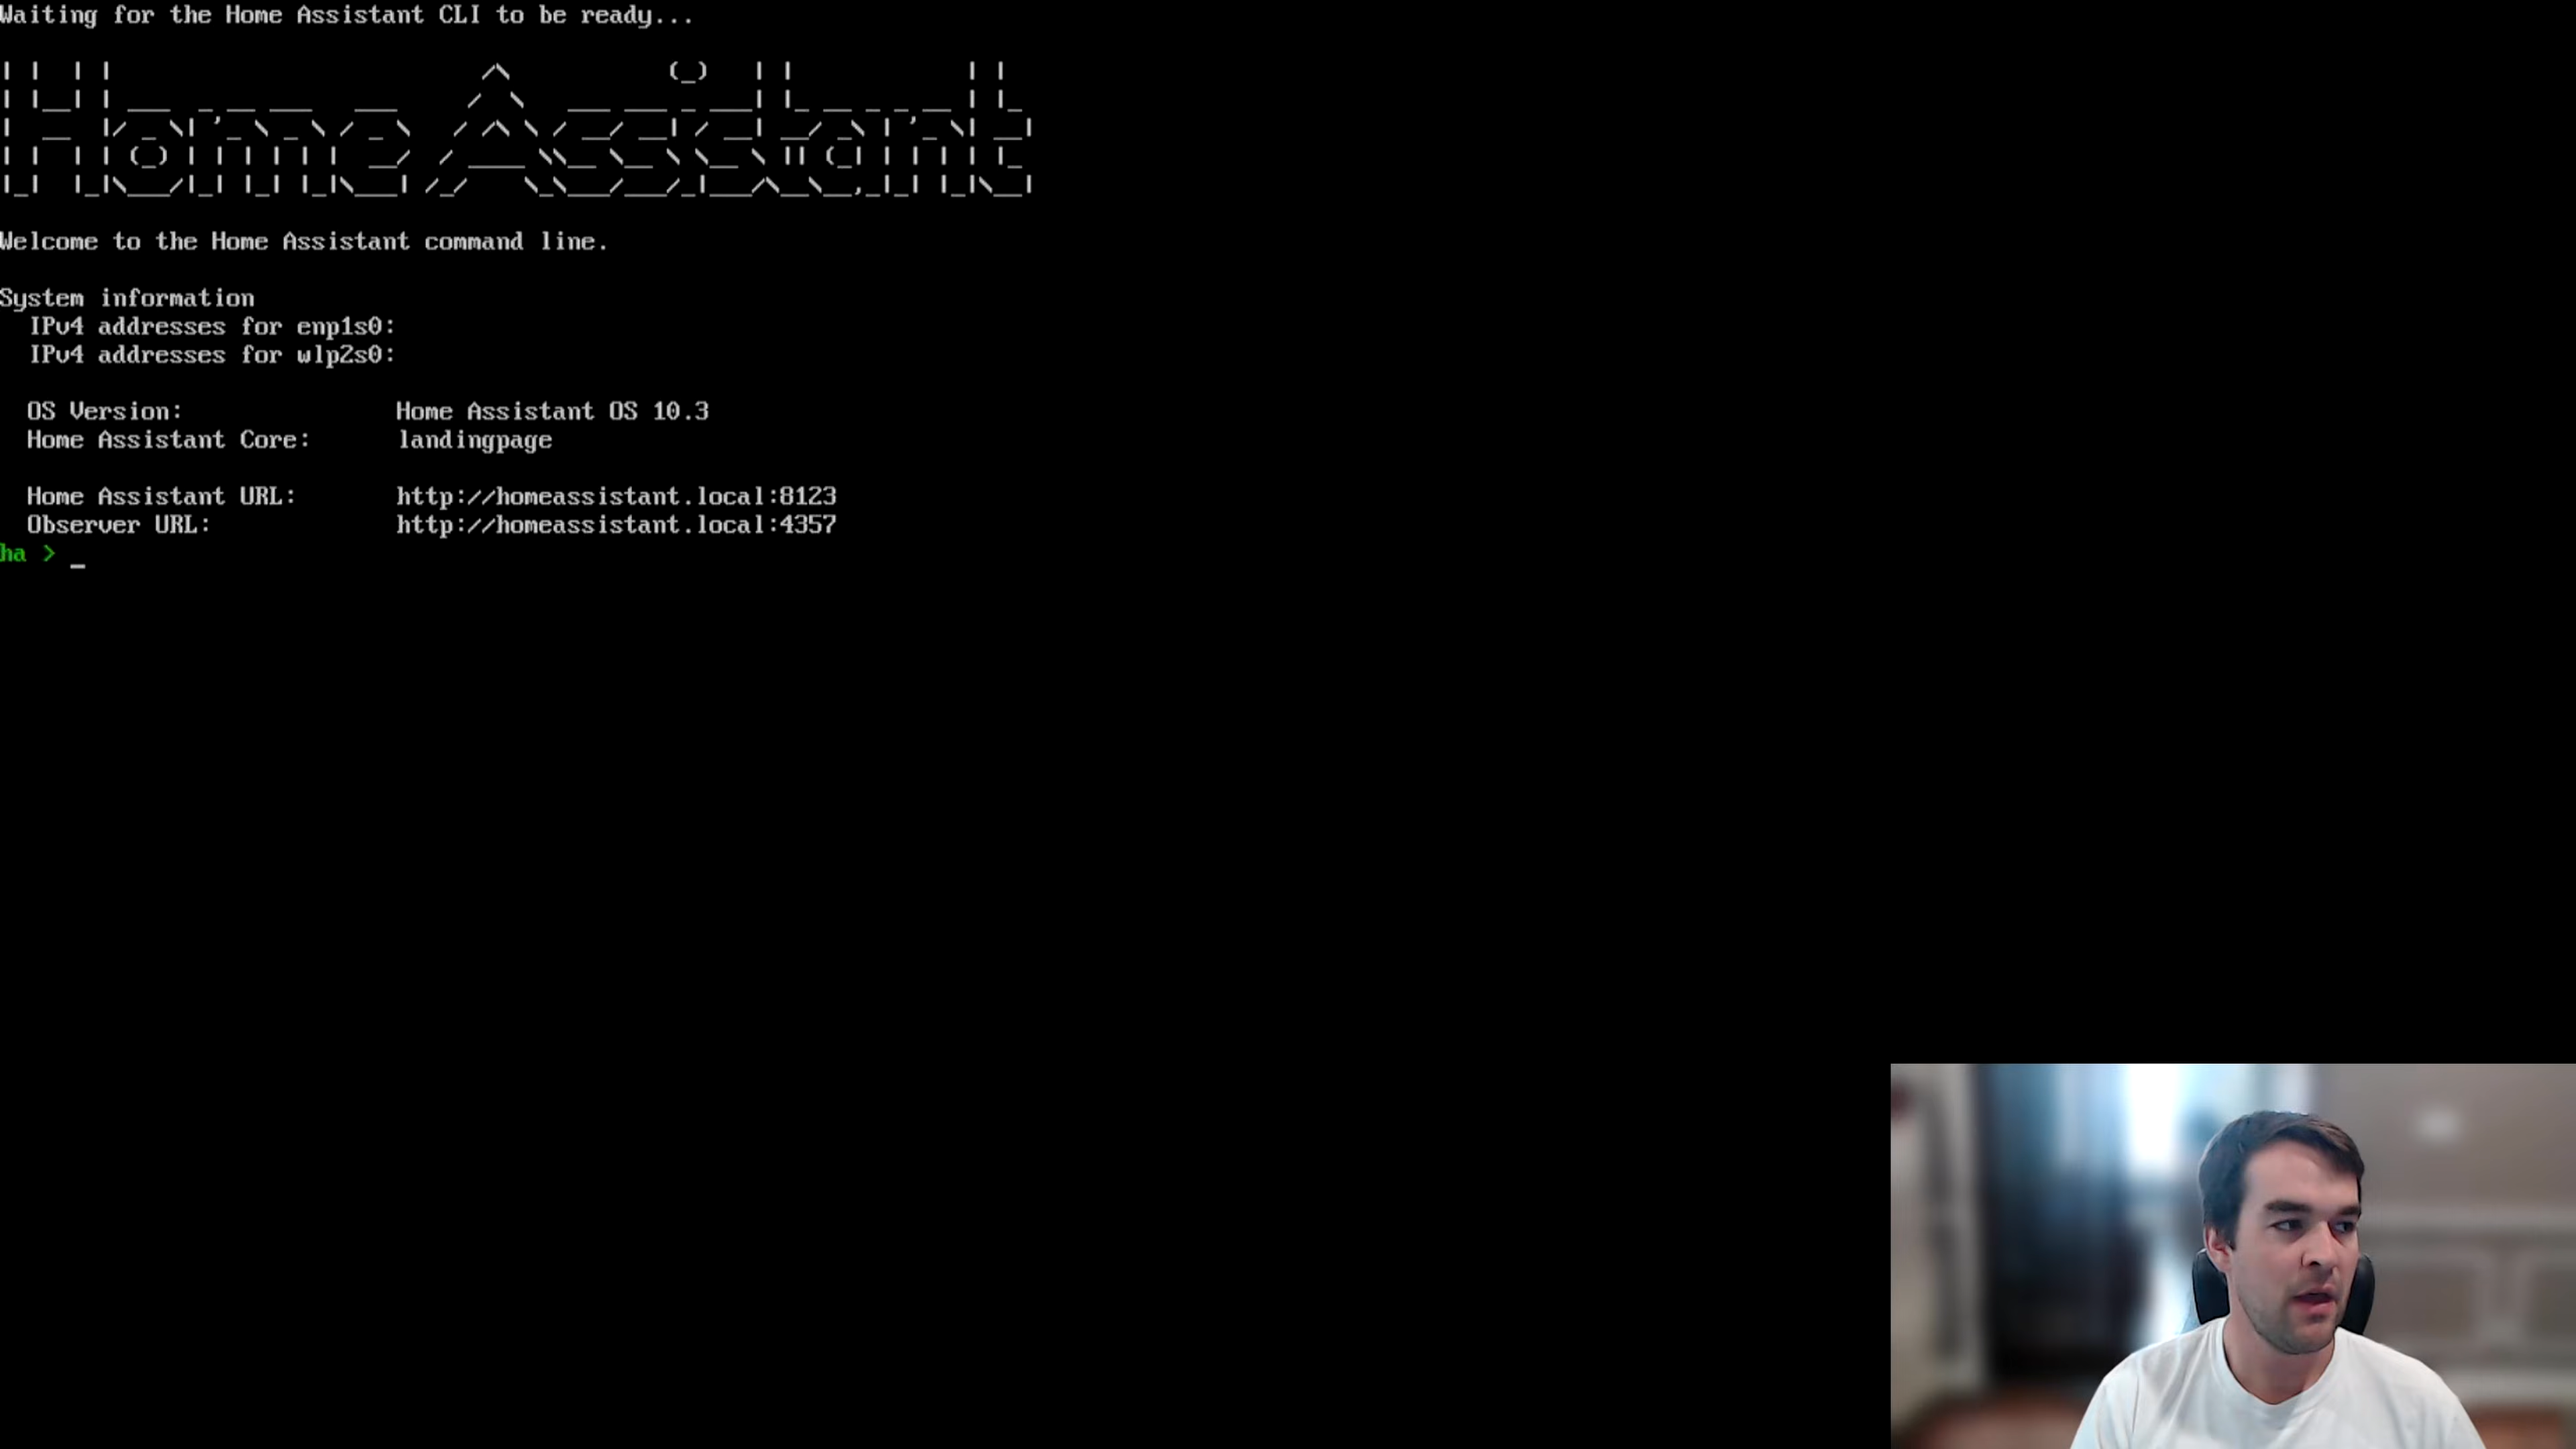 Waiting for the Home Assistant CLI to be ready...
Home Assistant
Welcome to the Home Assistant command line.
System information
IPv4 addresses for enp1s0:
IPv4 addresses for wlp2s0:
OS Version: Home Assistant OS 10.3
Home Assistant Core: landingpage
Home Assistant URL: http://homeassistant.local:8123
Observer URL: http://homeassistant.local:4357
ha > _